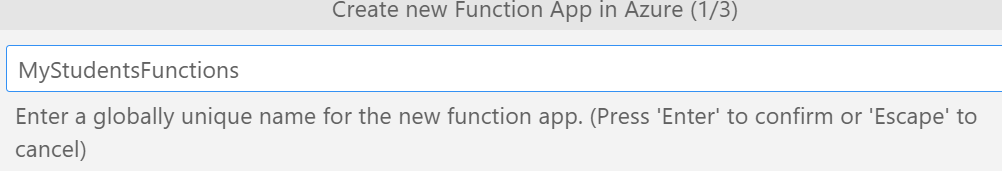 Create new Function App in Azure (1/3)
MyStudentsFunctions
Enter a globally unique name for the new function app. (Press 'Enter' to confirm or 'Escape' to
cancel)